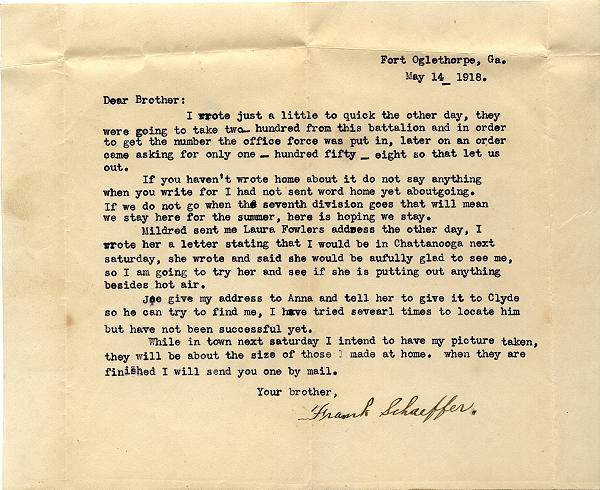 Fort Oglethorpe, Ga.
May 14_ 1918.
Dear Brother:
I wrote just a little to quick the other day, they
were going to take two_ hundred from this battalion and in order
to get the number the office force was put in, later on an order
came asking for only one _ hundred fifty _ eight so that let us
out.
If you haven't wrote home about it do not say anything
when you write for I had not sent word home yet aboutgoing.
If we do not go when the seventh division goes that will mean
we stay here for the summer, here is hoping we stay.
Mildred sent me Laura Fowlers address the other day, I
wrote her a letter stating that I would be in Chattanooga next
saturday, she wrote and said she would be aufully glad to see me,
so I am going to try her and see if she is putting out anything
besides hot air.
Joe give my address to Anna and tell her to give it to Clyde
so he can try to find me, I have tried sevearl times to locate him
but have not been successful yet.
While in town next saturday I intend to have my picture taken,
they will be about the size of those I made at home. when they are
finished I will send you one by mail.
Your brother,
Frank Schaeffer.